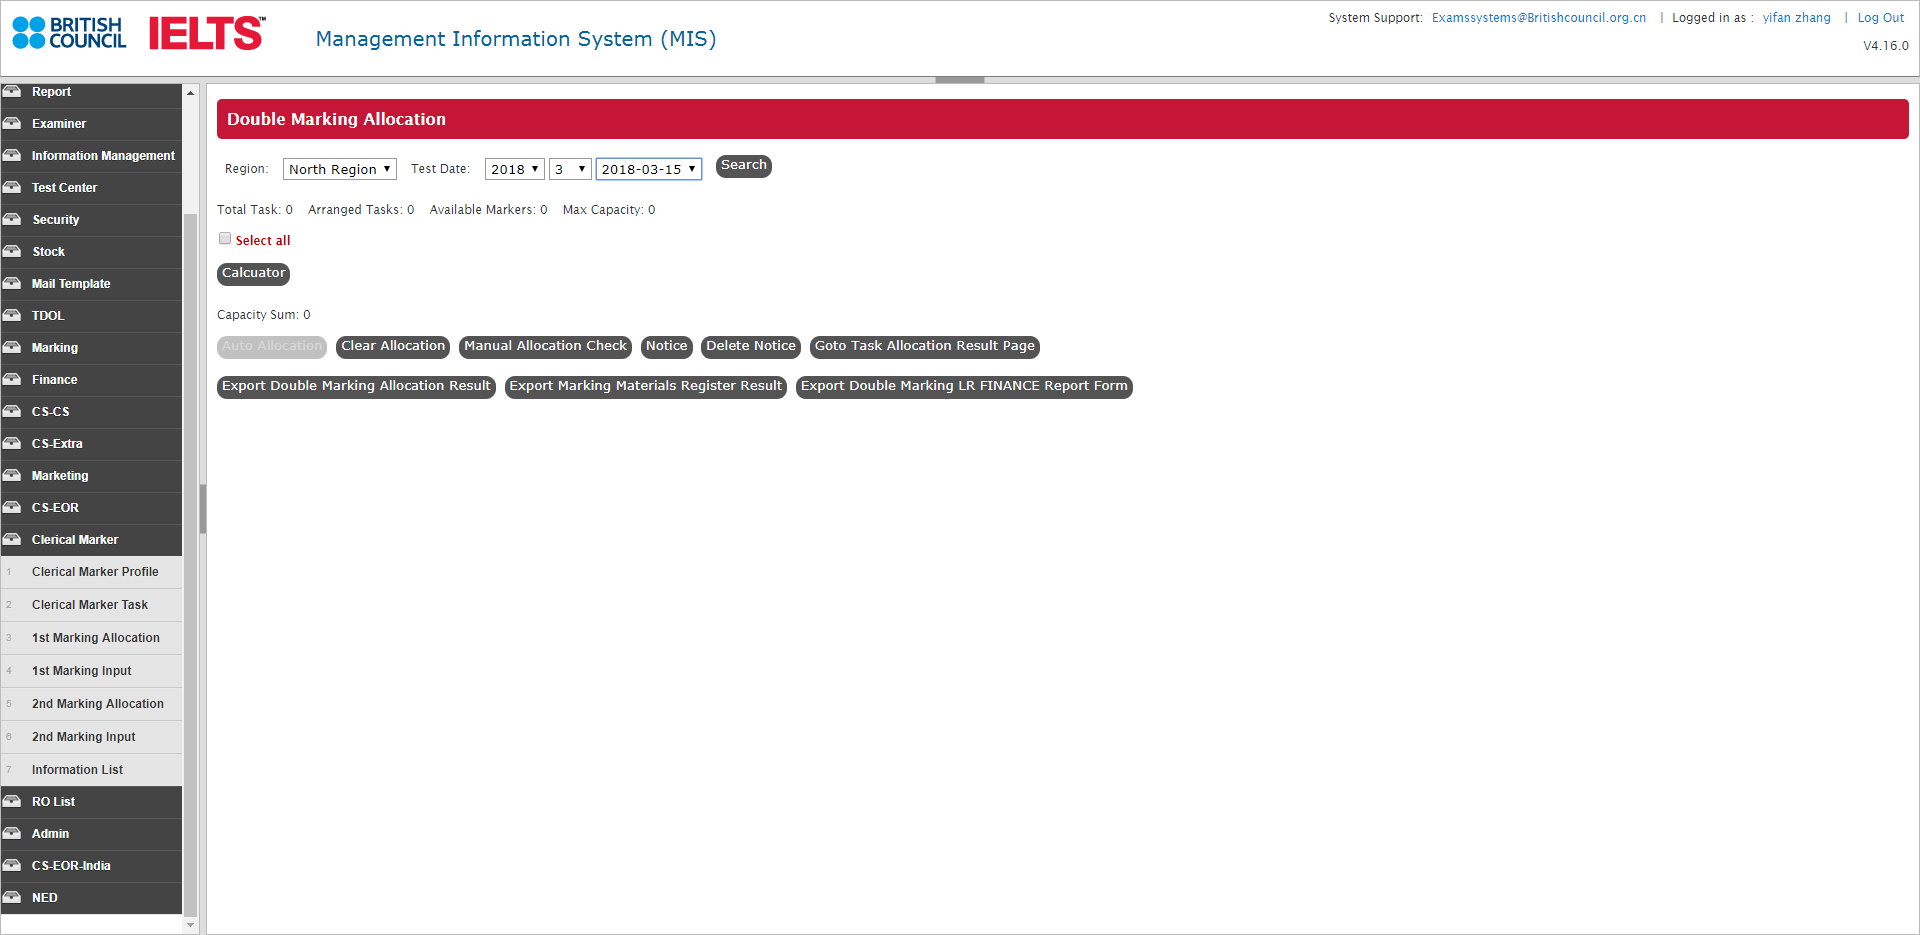 BRITISH COUNCIL IELTS™ Management Information System (MIS)
System Support: Examssystems@Britishcouncil.org.cn | Logged in as : yifan zhang | Log Out
V4.16.0
Report
Examiner
Information Management
Test Center
Security
Stock
Mail Template
TDOL
Marking
Finance
CS-CS
CS-Extra
Marketing
CS-EOR
Clerical Marker
1 Clerical Marker Profile
2 Clerical Marker Task
3 1st Marking Allocation
4 1st Marking Input
5 2nd Marking Allocation
6 2nd Marking Input
7 Information List
RO List
Admin
CS-EOR-India
NED
Double Marking Allocation
Region: North Region Test Date: 2018 3 2018-03-15 Search
Total Task: 0 Arranged Tasks: 0 Available Markers: 0 Max Capacity: 0
Select all
Calcuator
Capacity Sum: 0
Auto Allocation Clear Allocation Manual Allocation Check Notice Delete Notice Goto Task Allocation Result Page
Export Double Marking Allocation Result Export Marking Materials Register Result Export Double Marking LR FINANCE Report Form